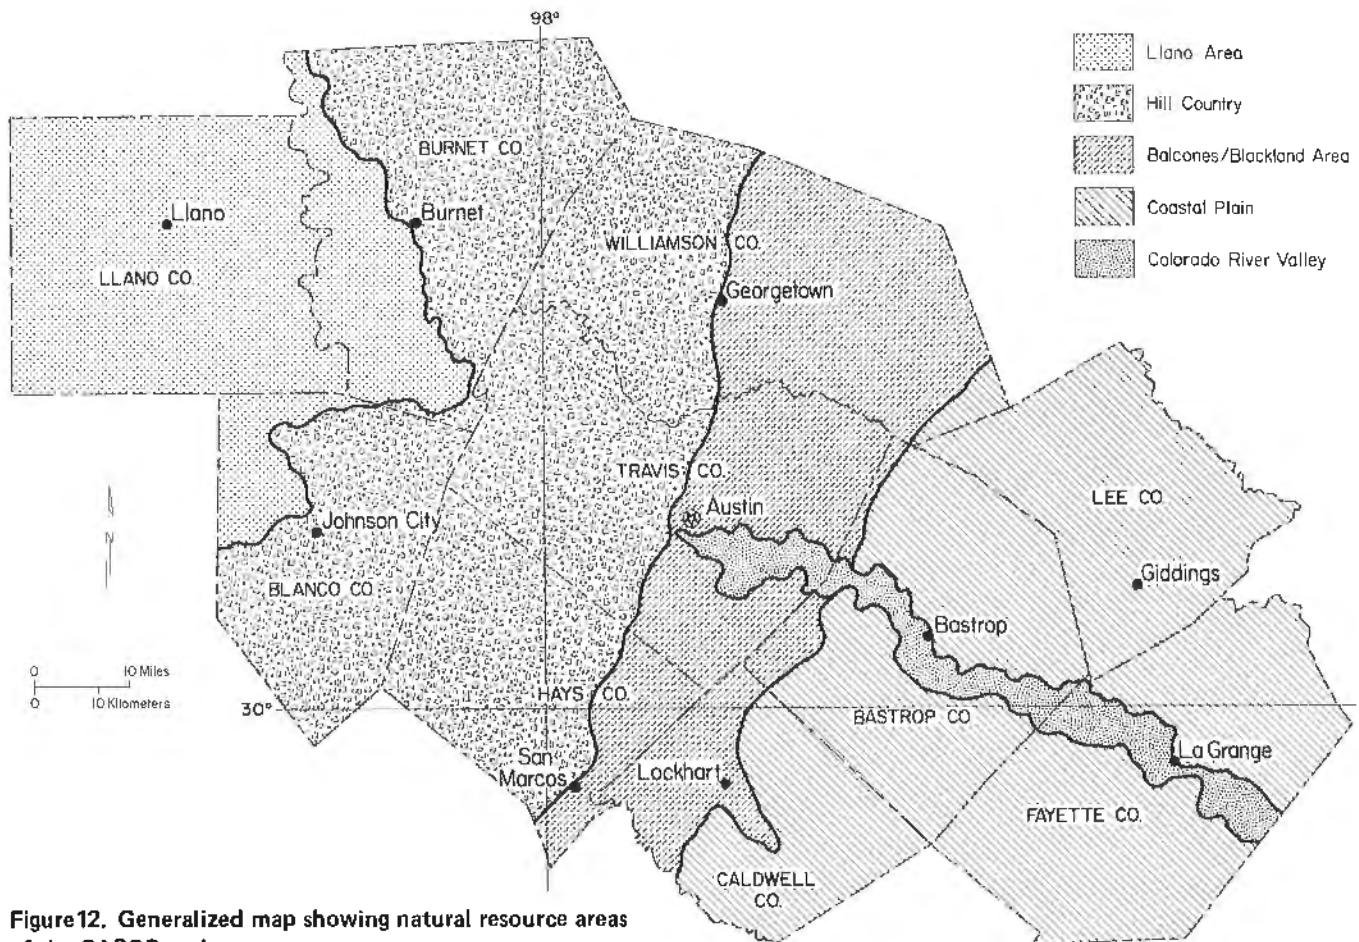 98°
Llano Area
Hill Country
Balcones/Blackland Area
Coastal Plain
Colorado River Valley
BURNET CO.
Llano
Burnet
WILLIAMSON CO.
LLANO CO.
Georgetown
TRAVIS CO.
LEE CO.
Austin
Johnson City
N
Giddings
BLANCO CO.
Bastrop
0 10 Miles
0 10 Kilometers
HAYS CO.
30°
BASTROP CO
San
Marcos
Lockhart
La Grange
FAYETTE CO.
CALDWELL
CO.
Figure 12. Generalized map showing natural resource areas